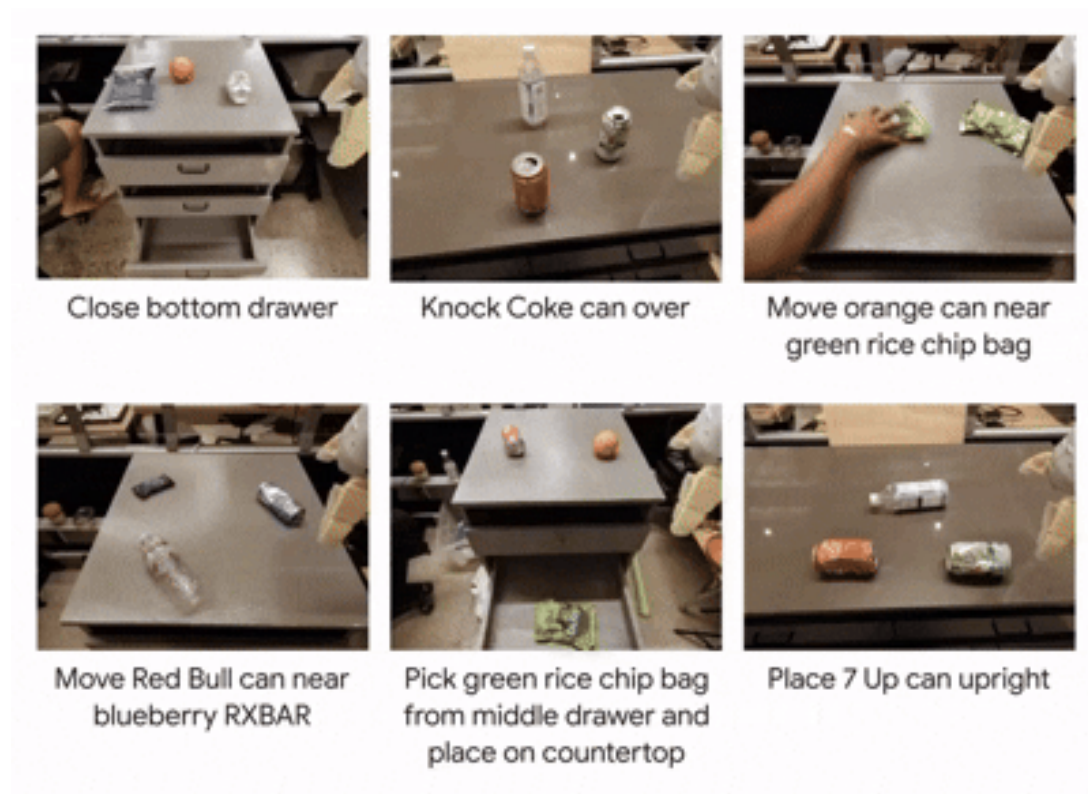 Close bottom drawer
Knock Coke can over
Move orange can near
green rice chip bag
Move Red Bull can near
blueberry RXBAR
Pick green rice chip bag
from middle drawer and
place on countertop
Place 7 Up can upright